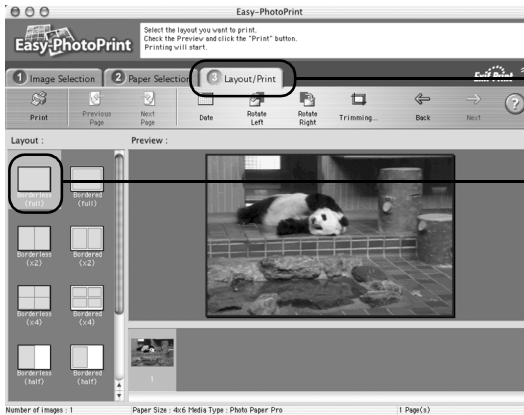 Easy-PhotoPrint
Easy-PhotoPrint
Select the layout you want to print.
Check the Preview and click the "Print" button.
Printing will start.
1 Image Selection
2 Paper Selection
3 Layout/Print
Exif Print
Print
Previous Page
Next Page
Date
Rotate Left
Rotate Right
Trimming...
Back
Next
?
Layout :
Preview :
Borderless (full)
Bordered (full)
Borderless (x2)
Bordered (x2)
Borderless (x4)
Bordered (x4)
Borderless (half)
Bordered (half)
1
Number of images : 1
Paper Size : 4x6 Media Type : Photo Paper Pro
1 Page(s)